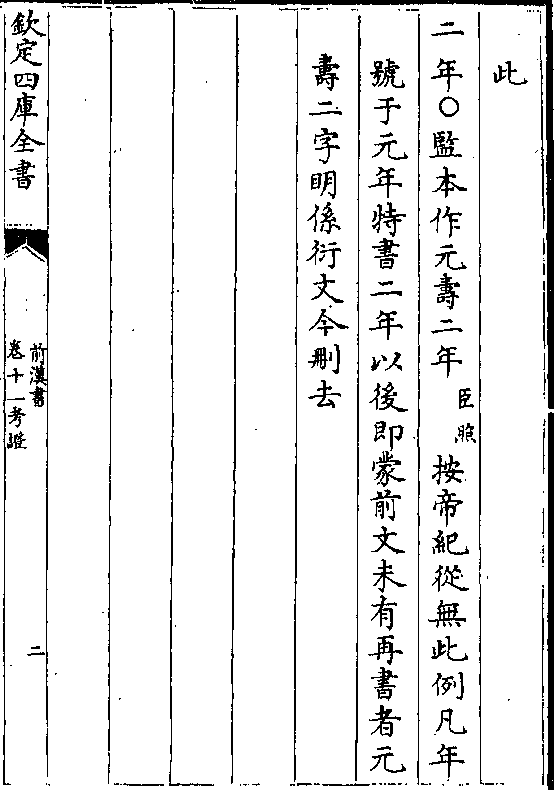 此
二年○監本作元壽二年臣照按帝紀從無此例凡年
號于元年特書二年以後即蒙前文未有再書者元
壽二字明係衍文今刪去
欽定四庫全書
前漢書
卷十一考證
二